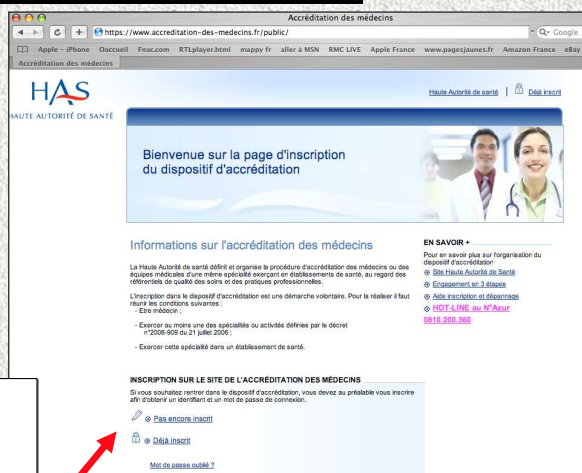 Accréditation des médecins
https://www.accreditation-des-medecins.fr/public/
Google
Apple - iPhone Oaccueil Fnac.com RTLplayer.html mappy fr aller à MSN RMC LIVE Apple France www.pagesjaunes.fr Amazon France eBay
Accréditation des médecins
HAS
HAUTE AUTORITÉ DE SANTÉ
Haute Autorité de santé | Déjà inscrit
Bienvenue sur la page d'inscription
du dispositif d'accréditation
Informations sur l'accréditation des médecins
La Haute Autorité de santé définit et organise la procédure d'accréditation des médecins ou des
équipes médicales d'une même spécialité exerçant en établissements de santé, au regard des
référentiels de qualité des soins et des pratiques professionnelles.
L'inscription dans le dispositif d'accréditation est une démarche volontaire. Pour la réaliser il faut
réunir les conditions suivantes :
- Etre médecin ;
- Exercer au moins une des spécialités ou activités définies par le décret
n°2006-909 du 21 juillet 2006 ;
- Exercer cette spécialité dans un établissement de santé.
EN SAVOIR +
Pour en savoir plus sur l'organisation du
dispositif d'accréditation
Site Haute Autorité de Santé
Engagement en 3 étapes
Aide inscription et dépannage
HOT-LINE au N°Azur
0810.200.360
INSCRIPTION SUR LE SITE DE L'ACCRÉDITATION DES MÉDECINS
Si vous souhaitez rentrer dans le dispositif d'accréditation, vous devez au préalable vous inscrire
afin d'obtenir un identifiant et un mot de passe de connexion.
Pas encore inscrit
Déjà inscrit
Mot de passe oublié ?